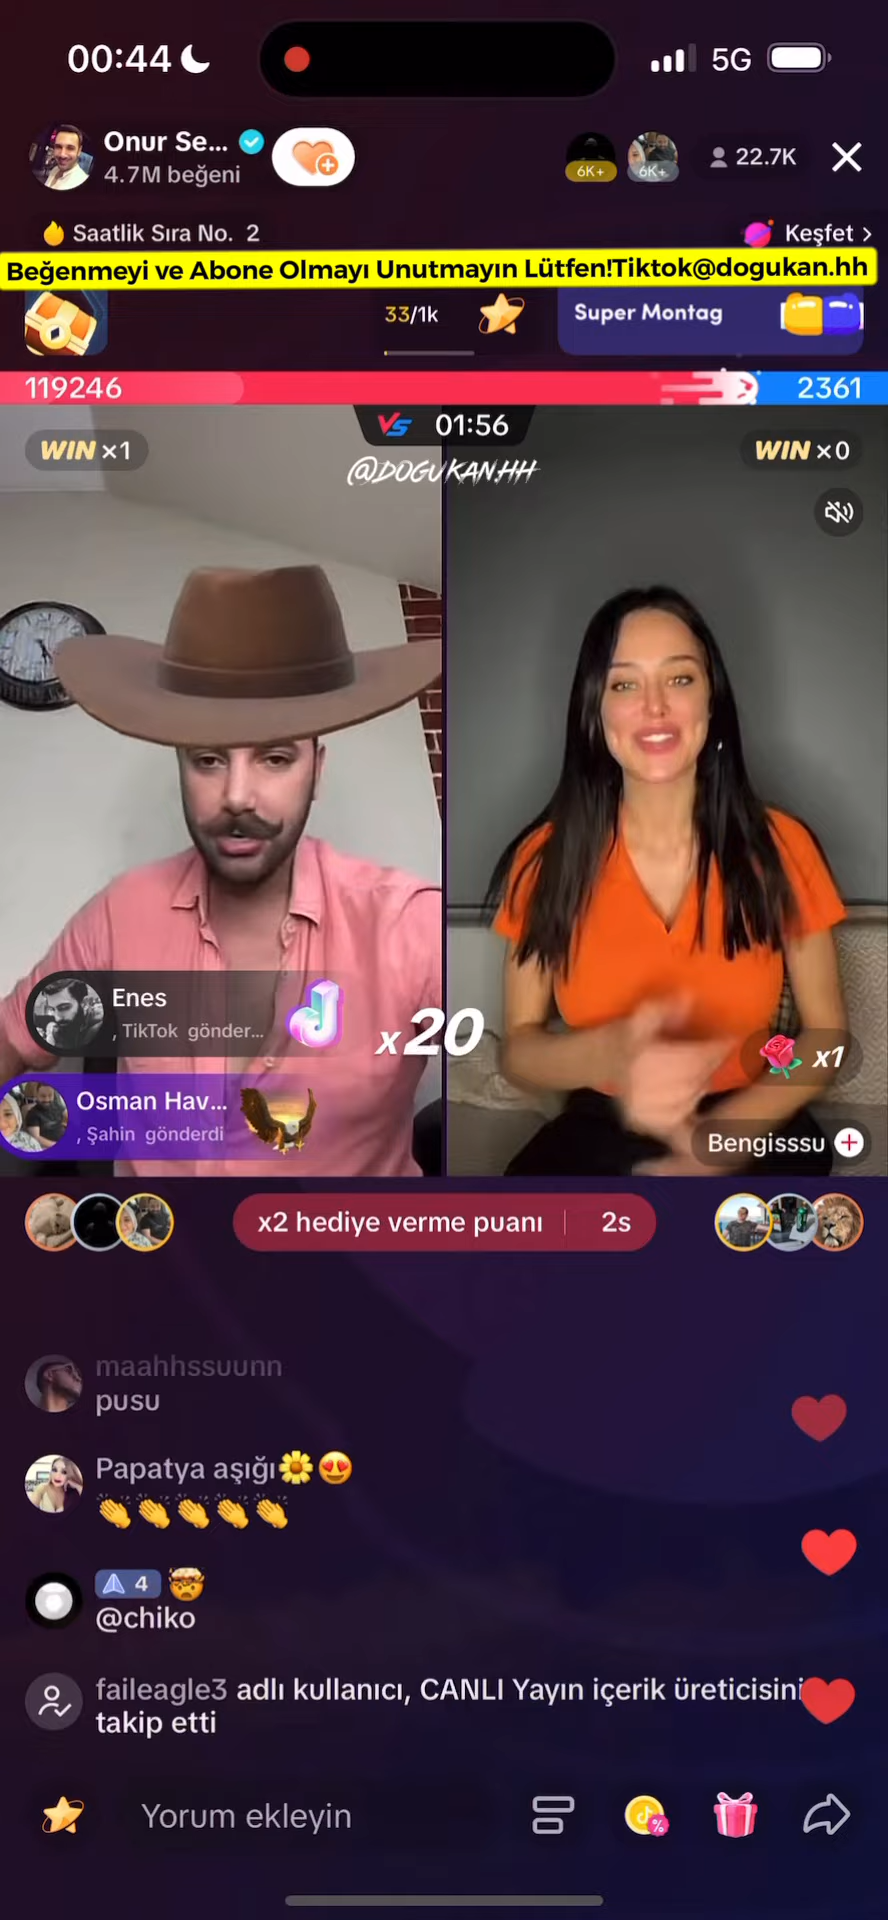 00:44
5G
Onur Se...
4.7M beğeni
6K+
6K+
22.7K
Saatlik Sıra No. 2
Keşfet >
Beğenmeyi ve Abone Olmayı Unutmayın Lütfen!Tiktok@dogukan.hh
33/1k
Super Montag
119246
2361
VS 01:56
WIN x1
WIN x0
@DOGUKAN.HH
Enes
, TikTok gönder...
x20
x1
Osman Hav...
, Şahin gönderdi
Bengisssu
x2 hediye verme puanı
2s
maahhssuunn
pusu
Papatya aşığı
4
@chiko
faileagle3 adlı kullanıcı, CANLI Yayın içerik üreticisini
takip etti
Yorum ekleyin